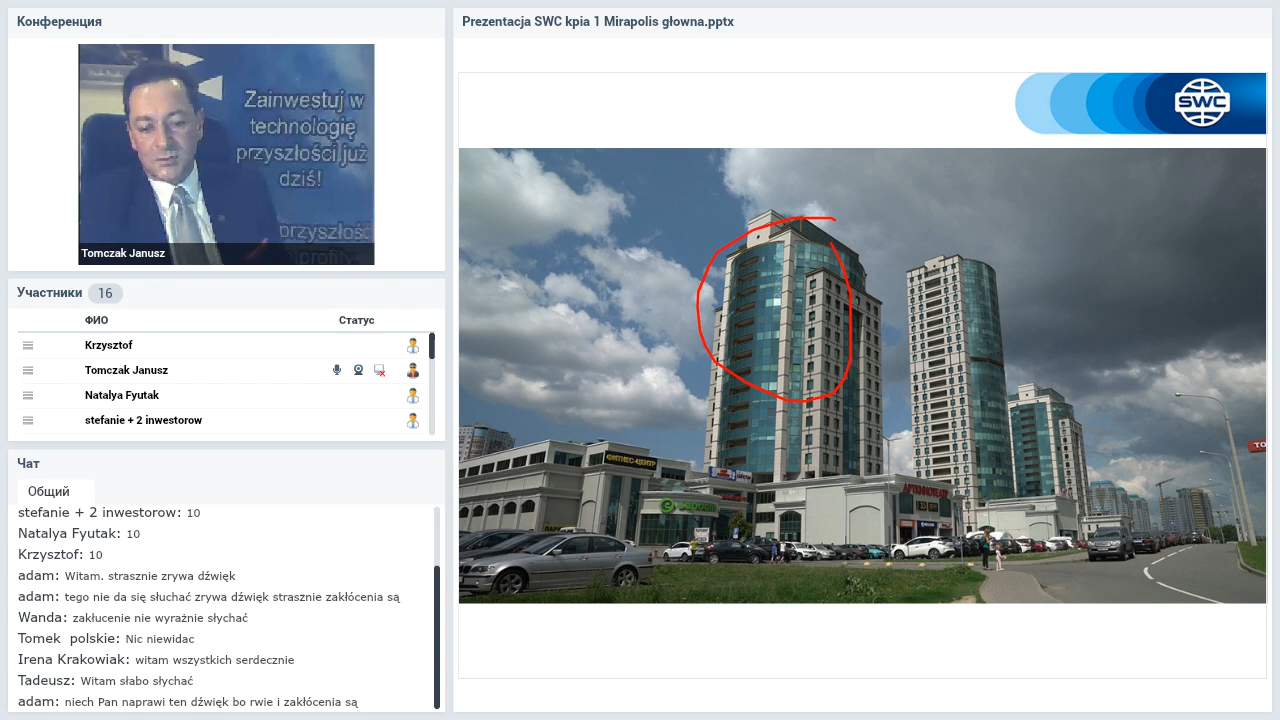 Конференция
Zainwestuj w
technologię
przyszłości już
dziś!
przyszłość
Tomczak Janusz
Участники 16
ФИО Статус
Krzysztof
Tomczak Janusz
Natalya Fyutak
stefanie + 2 inwestorow
Чат
Общий
stefanie + 2 inwestorow: 10
Natalya Fyutak: 10
Krzysztof: 10
adam: Witam. strasznie zrywa dźwięk
adam: tego nie da się słuchać zrywa dźwięk strasznie zakłócenia są
Wanda: zakłucenie nie wyrażnie słychać
Tomek polskie: Nic niewidac
Irena Krakowiak: witam wszystkich serdecznie
Tadeusz: Witam słabo słychać
adam: niech Pan naprawi ten dźwięk bo rwie i zakłócenia są
Prezentacja SWC kpia 1 Mirapolis głowna.pptx
SWC
ФИТНЕС-ЦЕНТР